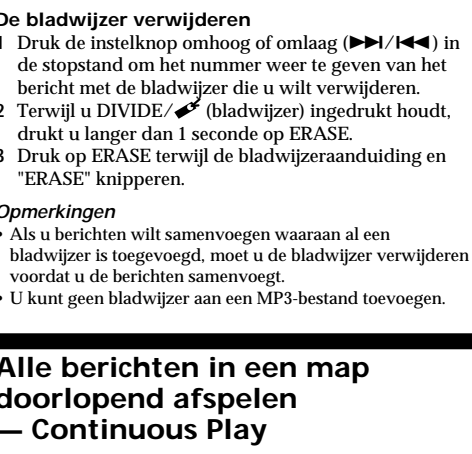 De bladwijzer verwijderen
1 Druk de instelknop omhoog of omlaag (▶▶I/I◀◀) in
de stopstand om het nummer weer te geven van het
bericht met de bladwijzer die u wilt verwijderen.
2 Terwijl u DIVIDE/ (bladwijzer) ingedrukt houdt,
drukt u langer dan 1 seconde op ERASE.
3 Druk op ERASE terwijl de bladwijzeraanduiding en
"ERASE" knipperen.
Opmerkingen
• Als u berichten wilt samenvoegen waaraan al een
bladwijzer is toegevoegd, moet u de bladwijzer verwijderen
voordat u de berichten samenvoegt.
• U kunt geen bladwijzer aan een MP3-bestand toevoegen.
Alle berichten in een map
doorlopend afspelen
— Continuous Play